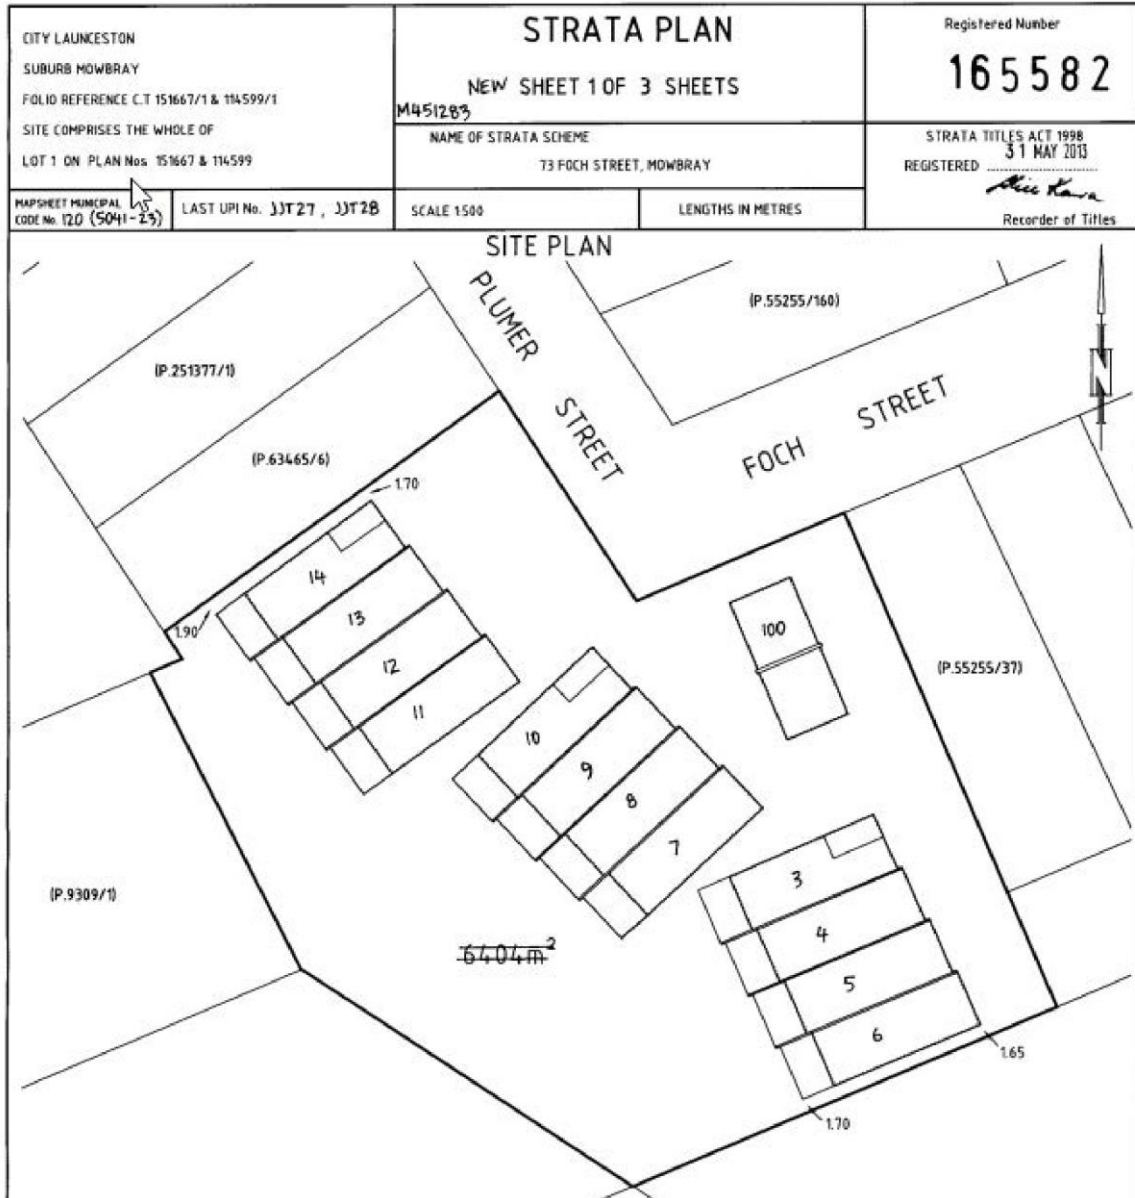 CITY LAUNCESTON
SUBURB MOWBRAY
FOLIO REFERENCE C.T 151667/1 & 114599/1
SITE COMPRISES THE WHOLE OF
LOT 1 ON PLAN Nos 151667 & 114599
STRATA PLAN
NEW SHEET 1 OF 3 SHEETS
M451283
NAME OF STRATA SCHEME
73 FOCH STREET, MOWBRAY
Registered Number
165582
STRATA TITLES ACT 1998
REGISTERED 31 MAY 2013
Alice Kawa
Recorder of Titles
MAPSHEET MUNICIPAL
CODE No. 120 (5041-23)
LAST UPI No. JJT27, JJT28
SCALE 1:500
LENGTHS IN METRES
SITE PLAN
PLUMER
STREET
(P.55255/160)
FOCH STREET
N
(P.251377/1)
(P.63465/6)
1.70
14
13
12
11
1.90
100
(P.55255/37)
10
9
8
7
3
4
5
6
(P.9309/1)
6404m²
1.65
1.70